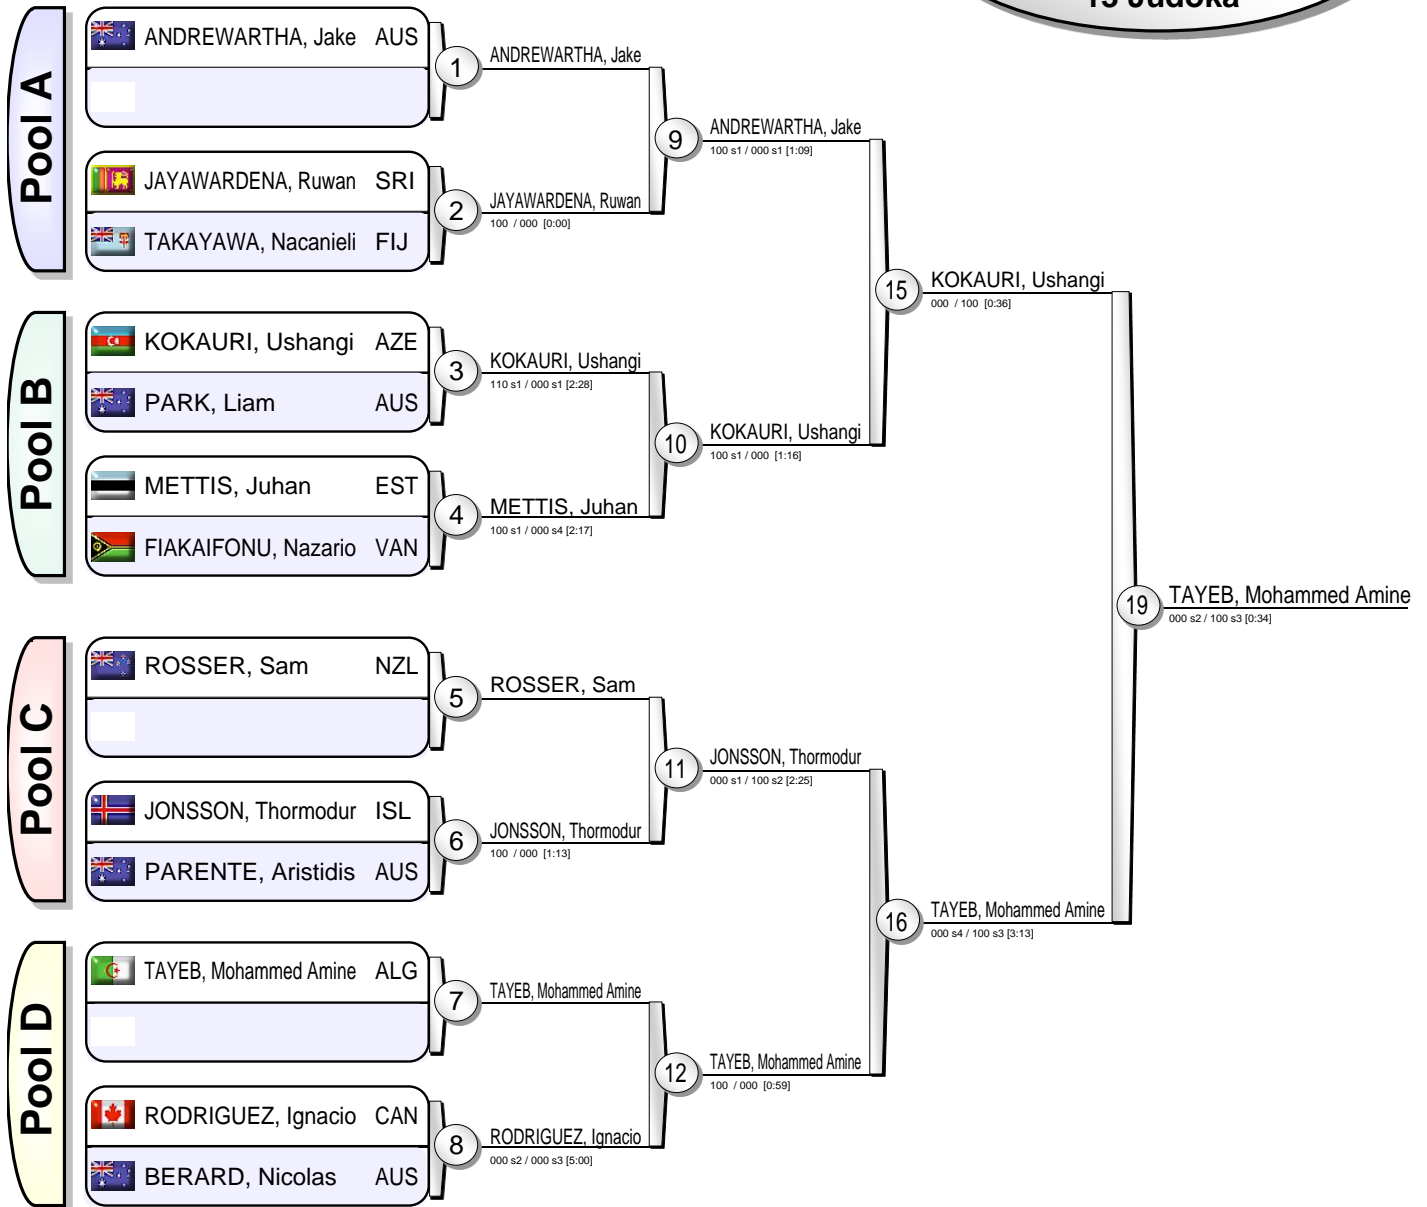 13 Judoka
Pool A
ANDREWARTHA, Jake AUS
1
ANDREWARTHA, Jake
JAYAWARDENA, Ruwan SRI
TAKAYAWA, Nacanieli FIJ
2
JAYAWARDENA, Ruwan
100 / 000 [0:00]
9
ANDREWARTHA, Jake
100 s1 / 000 s1 [1:09]
Pool B
KOKAURI, Ushangi AZE
PARK, Liam AUS
3
KOKAURI, Ushangi
110 s1 / 000 s1 [2:28]
METTIS, Juhan EST
FIAKAIFONU, Nazario VAN
4
METTIS, Juhan
100 s1 / 000 s4 [2:17]
10
KOKAURI, Ushangi
100 s1 / 000 [1:16]
15
KOKAURI, Ushangi
000 / 100 [0:36]
Pool C
ROSSER, Sam NZL
5
ROSSER, Sam
JONSSON, Thormodur ISL
PARENTE, Aristidis AUS
6
JONSSON, Thormodur
100 / 000 [1:13]
11
JONSSON, Thormodur
000 s1 / 100 s2 [2:25]
Pool D
TAYEB, Mohammed Amine ALG
7
TAYEB, Mohammed Amine
RODRIGUEZ, Ignacio CAN
BERARD, Nicolas AUS
8
RODRIGUEZ, Ignacio
000 s2 / 000 s3 [5:00]
12
TAYEB, Mohammed Amine
100 / 000 [0:59]
16
TAYEB, Mohammed Amine
000 s4 / 100 s3 [3:13]
19
TAYEB, Mohammed Amine
000 s2 / 100 s3 [0:34]